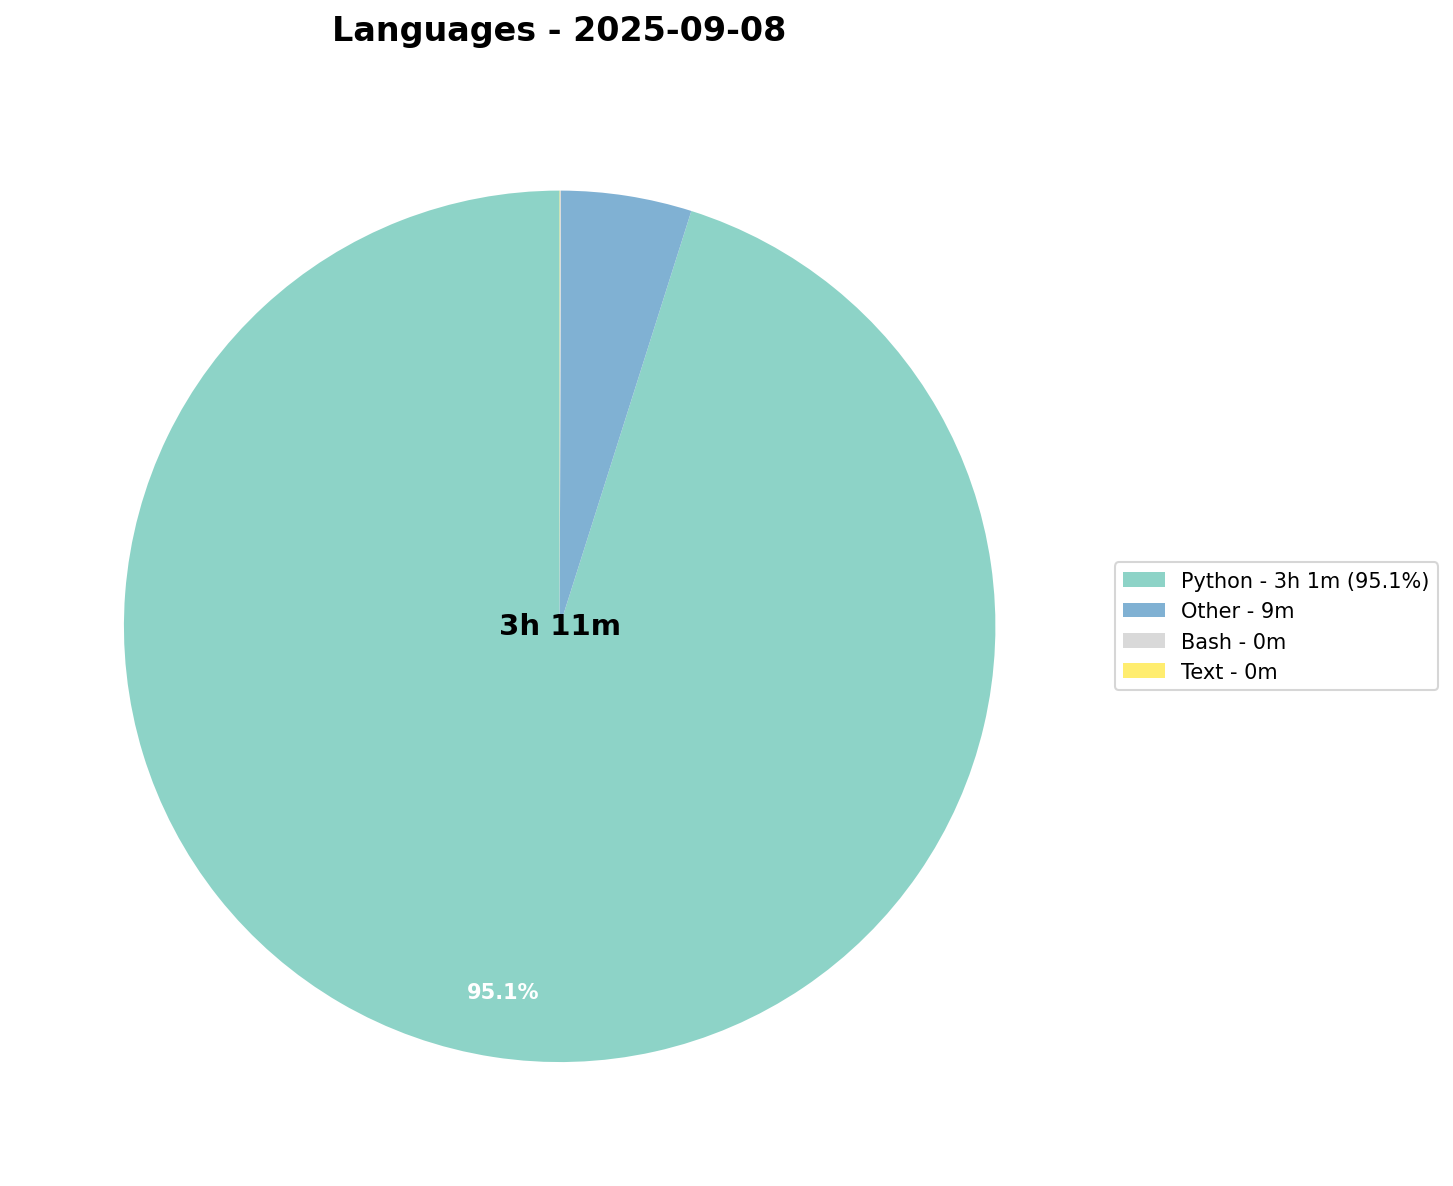 Languages - 2025-09-08
3h 11m
95.1%
Python - 3h 1m (95.1%)
Other - 9m
Bash - 0m
Text - 0m